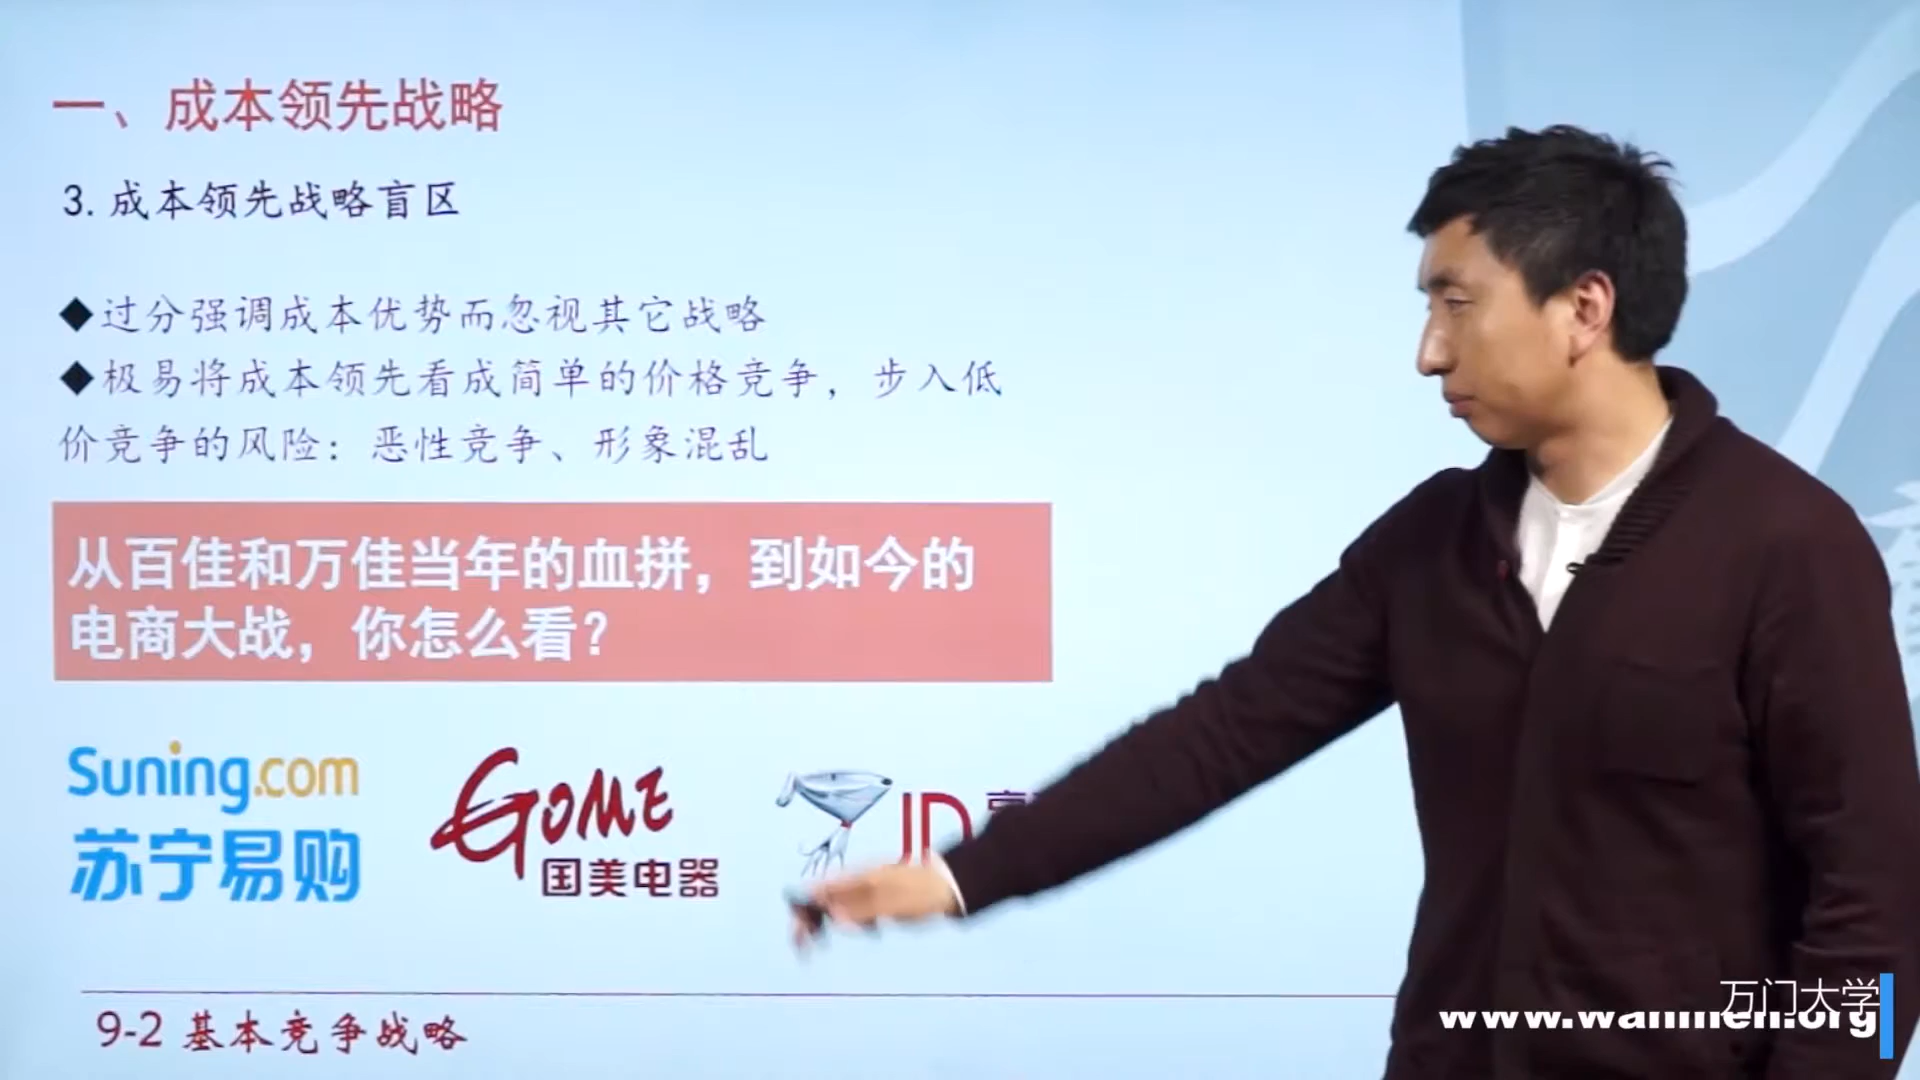 一、成本领先战略
3. 成本领先战略盲区
◆过分强调成本优势而忽视其它战略
◆极易将成本领先看成简单的价格竞争，步入低
价竞争的风险：恶性竞争、形象混乱
从百佳和万佳当年的血拼，到如今的
电商大战，你怎么看？
Suning.com
苏宁易购
GOME
国美电器
JD
9-2 基本竞争战略
万门大学
www.wanmen.org